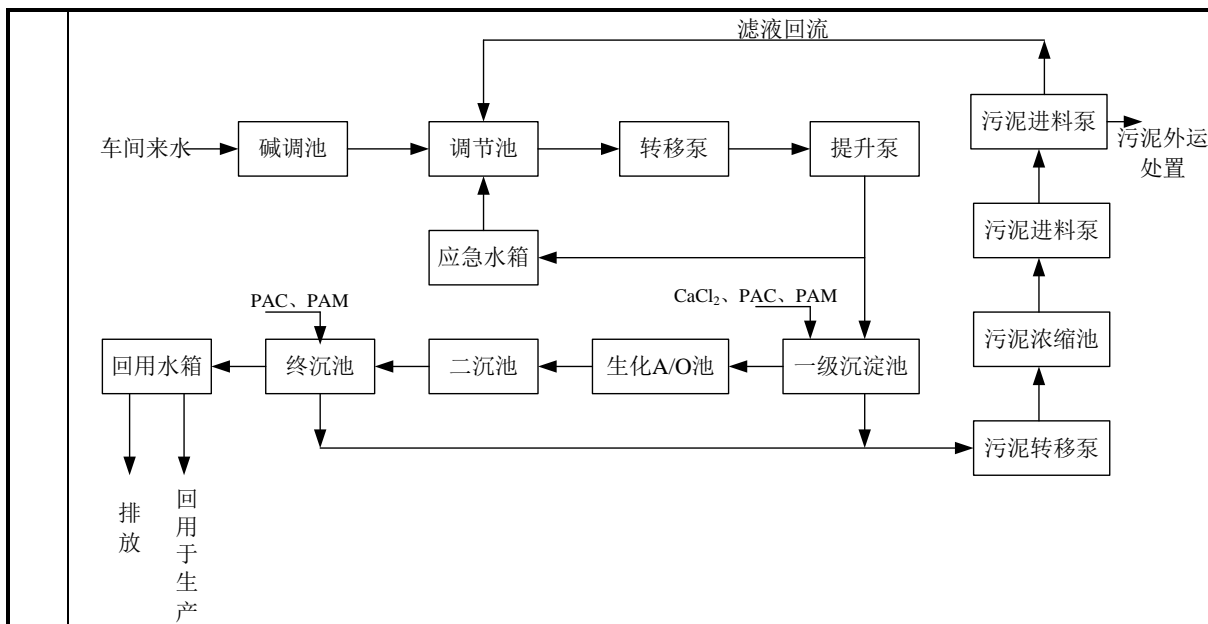 滤液回流
车间来水
碱调池
调节池
转移泵
提升泵
污泥进料泵
污泥外运
处置
应急水箱
污泥进料泵
PAC、PAM
CaCl₂、PAC、PAM
回用水箱
终沉池
二沉池
生化A/O池
一级沉淀池
污泥浓缩池
污泥转移泵
排放
回用于生产